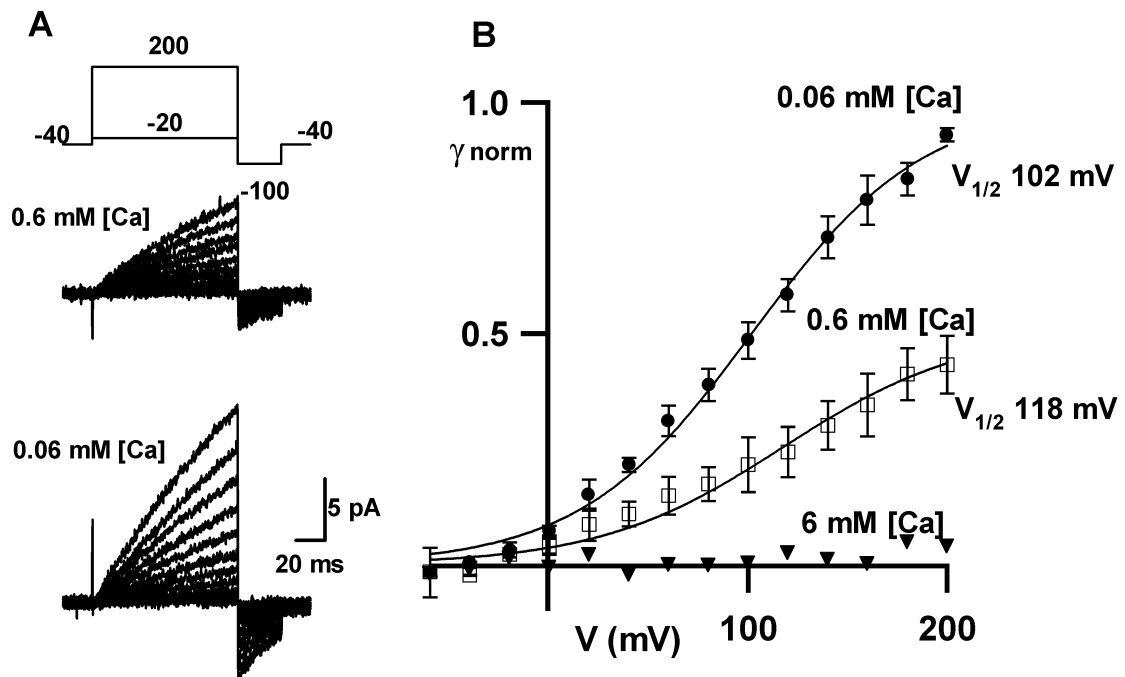 A
200
-20
-40
-40
-100
0.6 mM [Ca]
0.06 mM [Ca]
5 pA
20 ms
B
1.0
γ norm
0.5
0.06 mM [Ca]
V1/2 102 mV
0.6 mM [Ca]
V1/2 118 mV
6 mM [Ca]
V (mV)
100
200